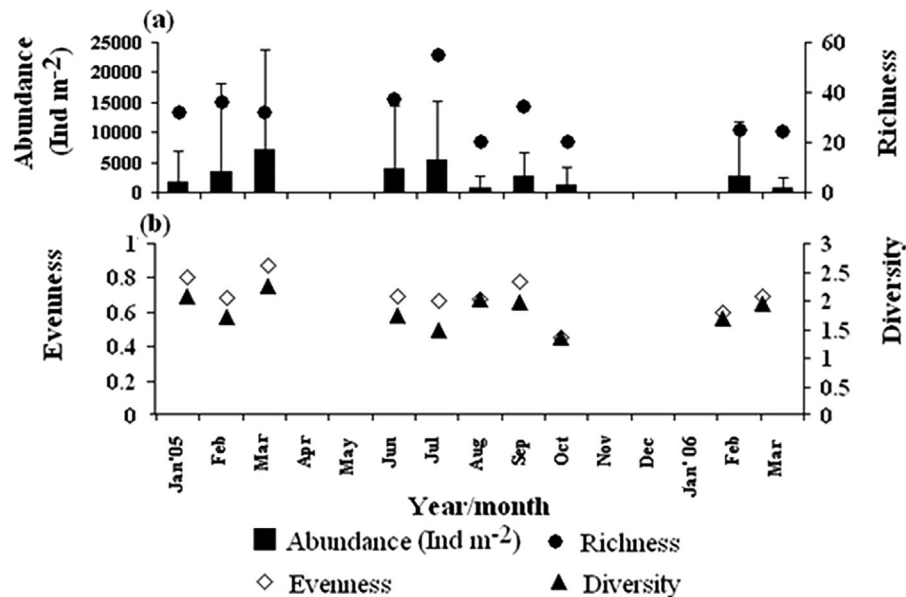 (a)
Abundance
(Ind m-2)
25000
20000
15000
10000
5000
0
60
40
20
0
Richness
(b)
Evenness
1
0.8
0.6
0.4
0.2
0
3
2.5
2
1.5
1
0.5
0
Diversity
Jan'05
Feb
Mar
Apr
May
Jun
Jul
Aug
Sep
Oct
Nov
Dec
Jan' 06
Feb
Mar
Year/month
Abundance (Ind m-2)
Richness
Evenness
Diversity